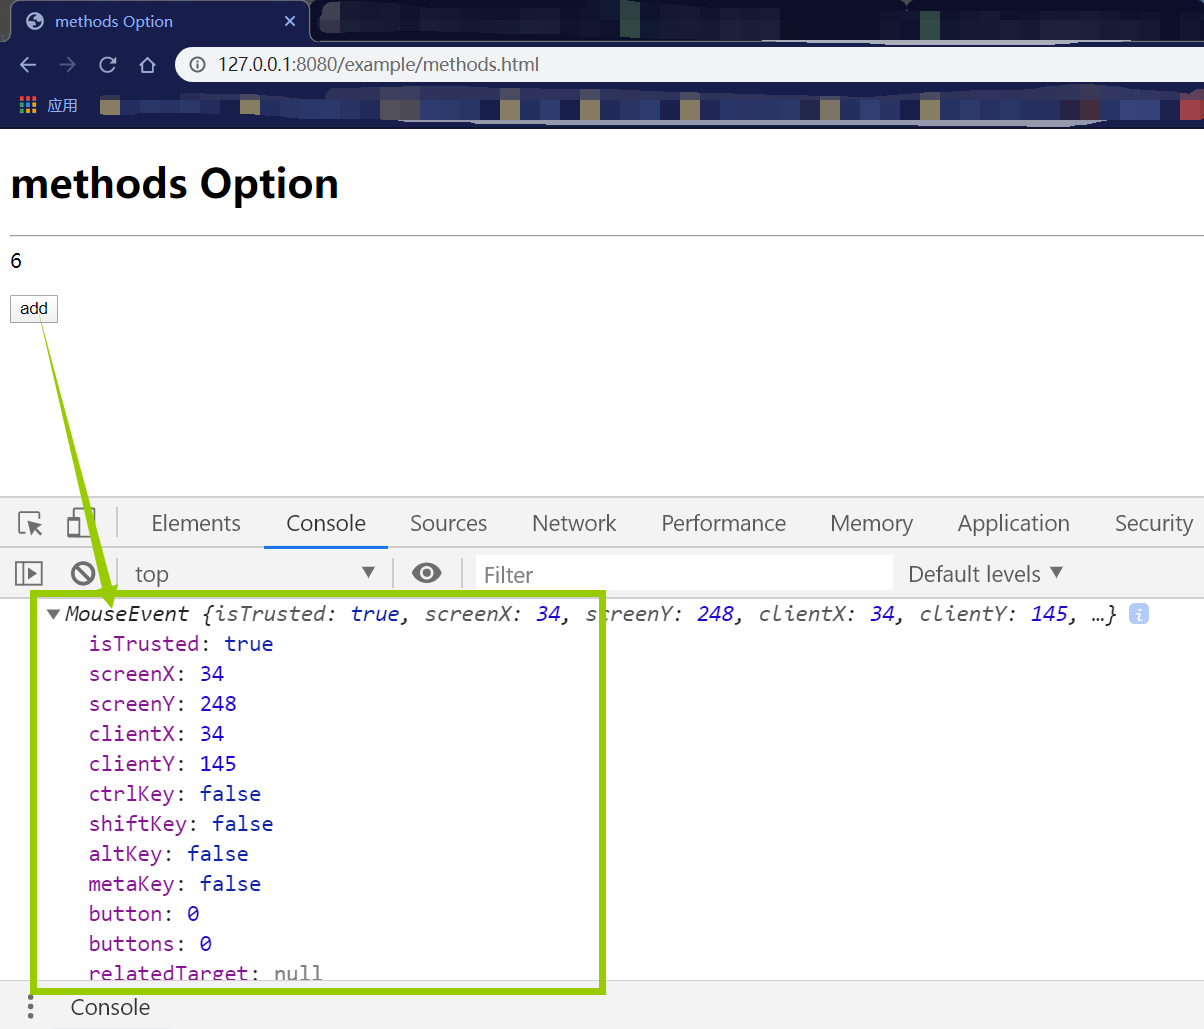 methods Option
127.0.0.1:8080/example/methods.html
应用
methods Option
6
add
Elements Console Sources Network Performance Memory Application Security
top Filter Default levels
MouseEvent {isTrusted: true, screenX: 34, screenY: 248, clientX: 34, clientY: 145, …}
isTrusted: true
screenX: 34
screenY: 248
clientX: 34
clientY: 145
ctrlKey: false
shiftKey: false
altKey: false
metaKey: false
button: 0
buttons: 0
relatedTarget: null
Console